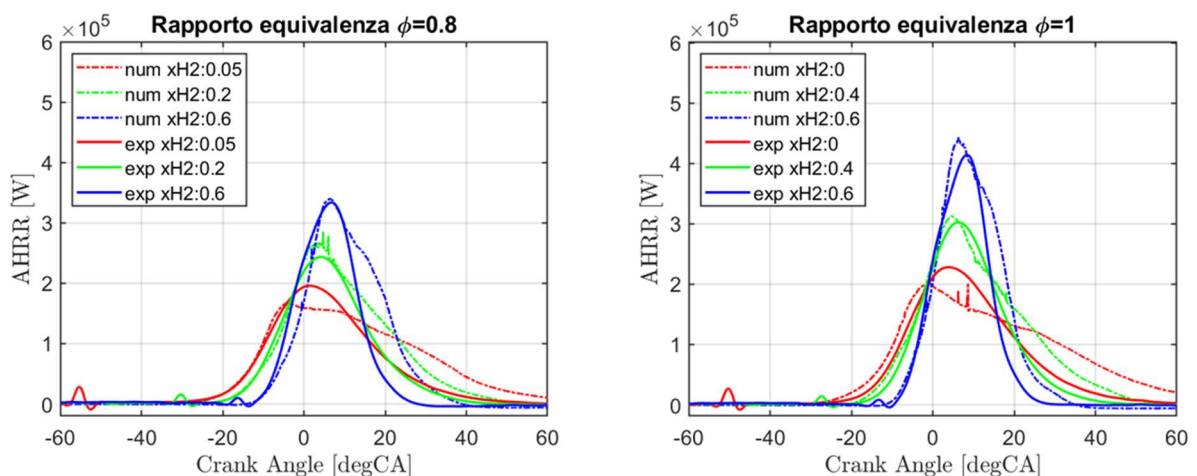 Rapporto equivalenza ϕ=0.8
×10⁵
6
5
4
3
2
1
0
AHRR [W]
num xH2:0.05
num xH2:0.2
num xH2:0.6
exp xH2:0.05
exp xH2:0.2
exp xH2:0.6
-60 -40 -20 0 20 40 60
Crank Angle [degCA]
Rapporto equivalenza ϕ=1
×10⁵
6
5
4
3
2
1
0
AHRR [W]
num xH2:0
num xH2:0.4
num xH2:0.6
exp xH2:0
exp xH2:0.4
exp xH2:0.6
-60 -40 -20 0 20 40 60
Crank Angle [degCA]